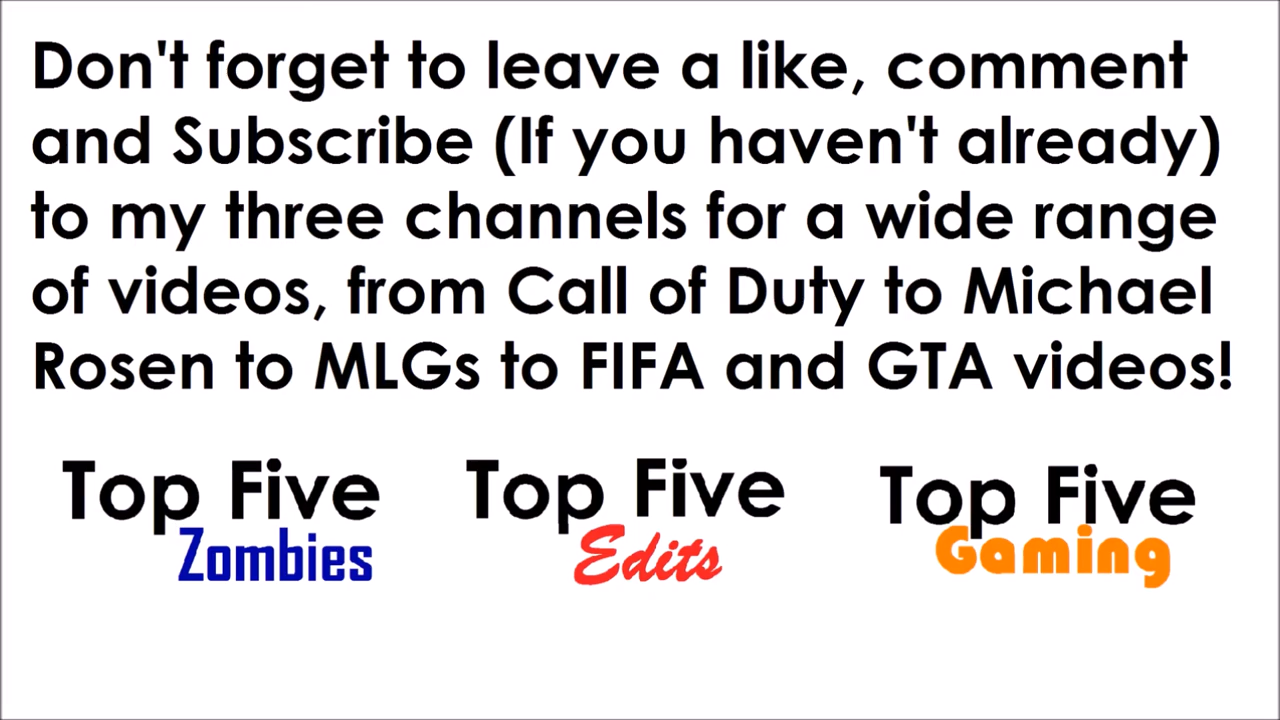 Don't forget to leave a like, comment
and Subscribe (If you haven't already)
to my three channels for a wide range
of videos, from Call of Duty to Michael
Rosen to MLGs to FIFA and GTA videos!
Top Five
Zombies
Top Five
Edits
Top Five
Gaming